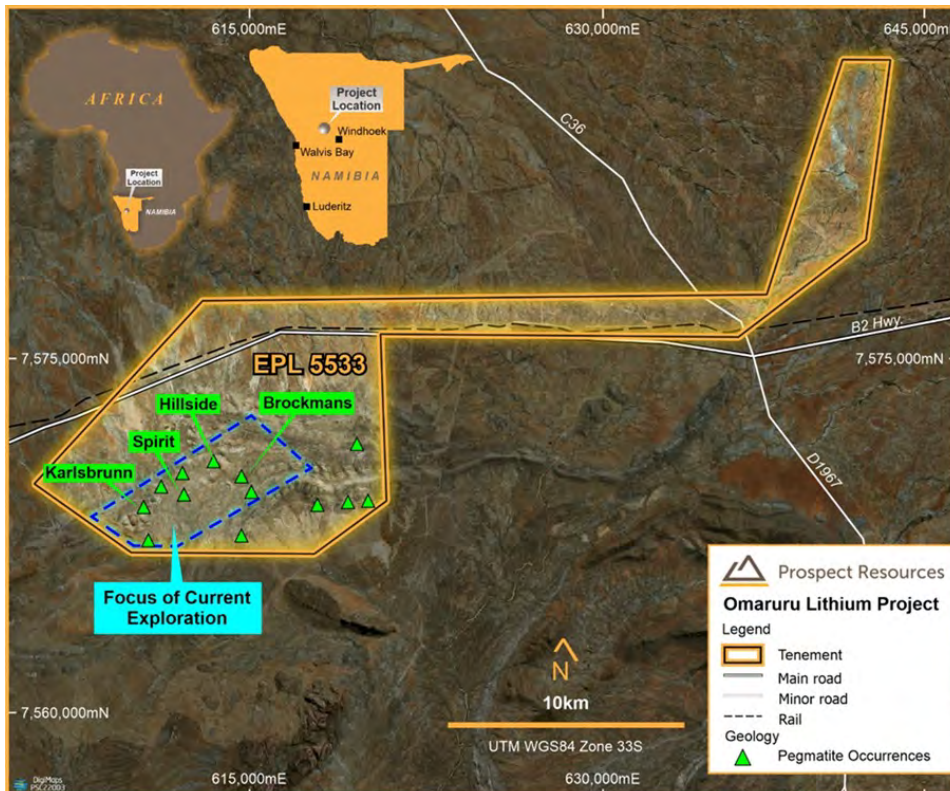 615,000mE
630,000mE
645,000mE
AFRICA
Project
Location
NAMIBIA
Project
Location
Windhoek
Walvis Bay
NAMIBIA
Luderitz
C36
B2 Hwy.
7,575,000mN
7,575,000mN
EPL 5533
Hillside
Brockmans
Spirit
Karlsbrunn
D1967
Focus of Current
Exploration
N
10km
UTM WGS84 Zone 33S
7,560,000mN
Prospect Resources
Omaruru Lithium Project
Legend
Tenement
Main road
Minor road
Rail
Geology
Pegmatite Occurrences
DigiMaps
PSC22003
615,000mE
630,000mE